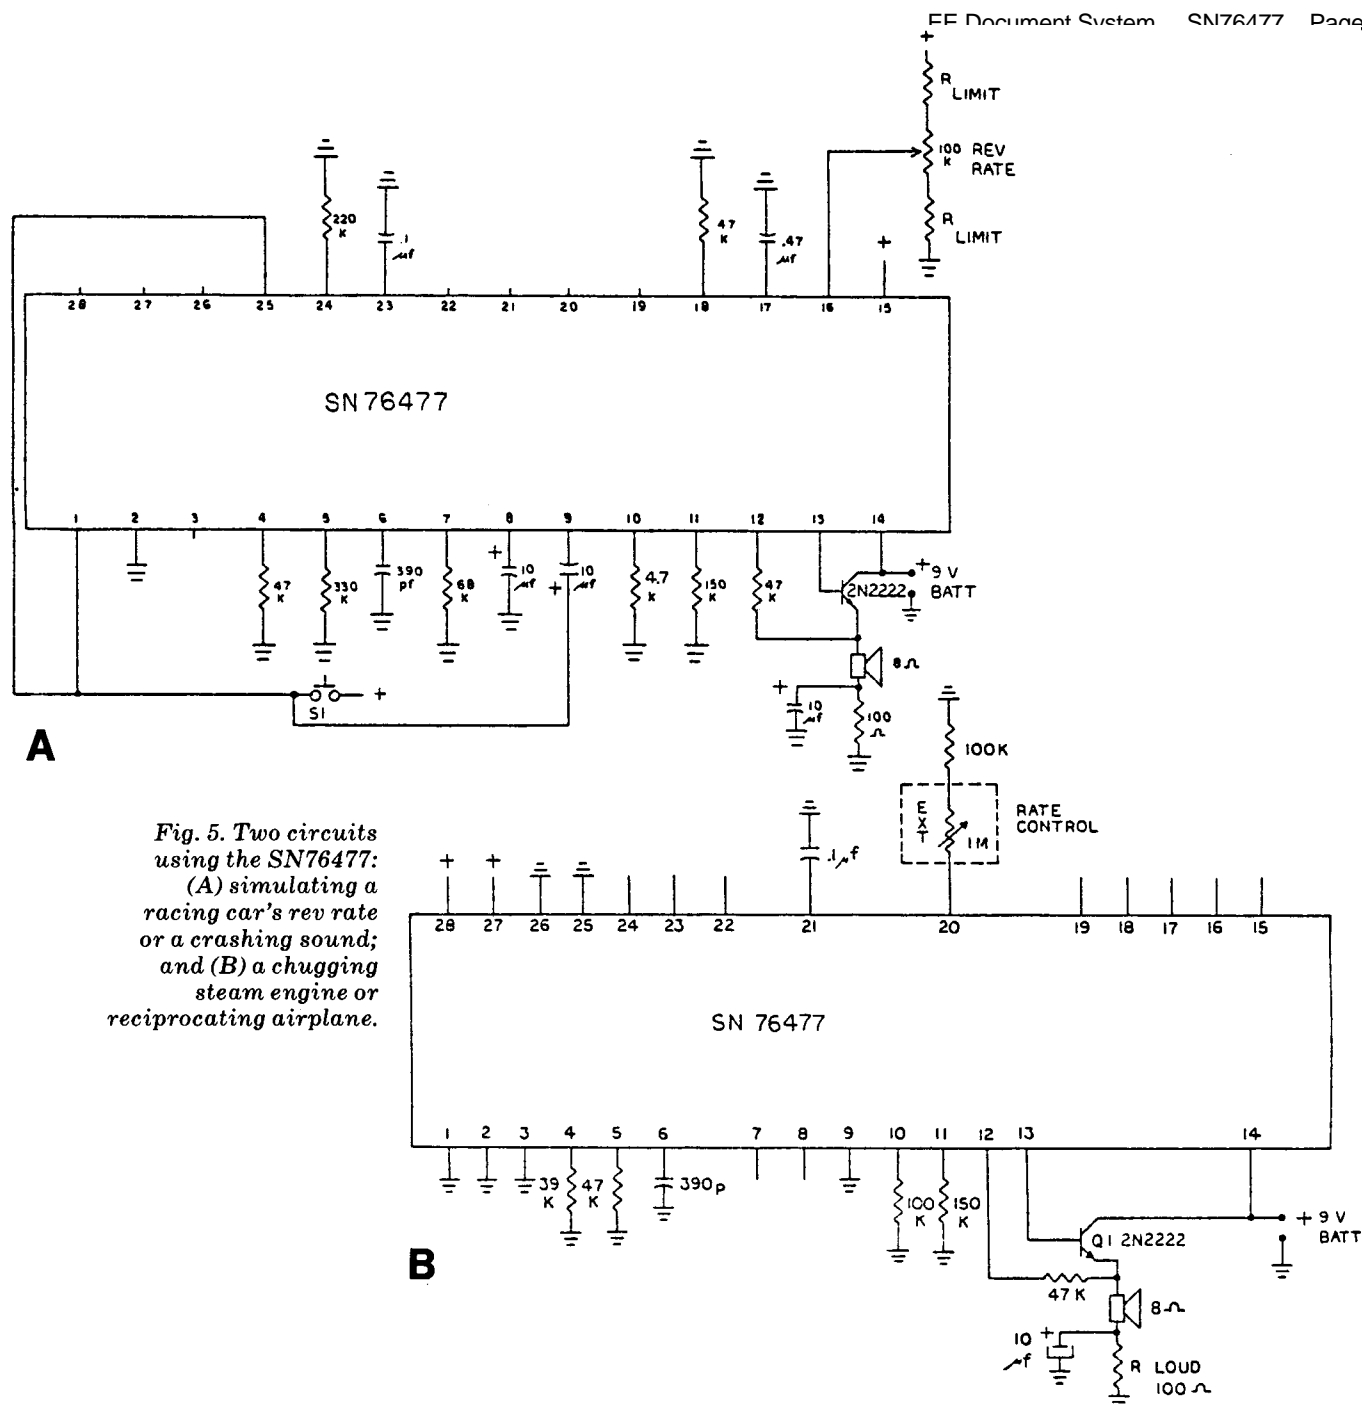 EE Document System SN76477 Page
+
R LIMIT
100 K REV RATE
R LIMIT
220 K
.1 µf
47 K
.47 µf
+
28 27 26 25 24 23 22 21 20 19 18 17 16 15
SN 76477
1 2 3 4 5 6 7 8 9 10 11 12 13 14
47 K
330 K
390 pf
68 K
+ 10 µf
+ 10 µf
4.7 K
150 K
47 K
2N2222
+ 9 V BATT
8 Ω
+ 10 µf
100 Ω
S1 +
A
100K
EXT 1M
RATE CONTROL
.1 µf
Fig. 5. Two circuits
using the SN76477:
(A) simulating a
racing car's rev rate
or a crashing sound;
and (B) a chugging
steam engine or
reciprocating airplane.
+ +
28 27 26 25 24 23 22 21 20 19 18 17 16 15
SN 76477
1 2 3 4 5 6 7 8 9 10 11 12 13 14
39 K
47 K
390p
100 K
150 K
Q1 2N2222
+ 9 V BATT
47 K
8 Ω
10 µf +
R LOUD
100 Ω
B